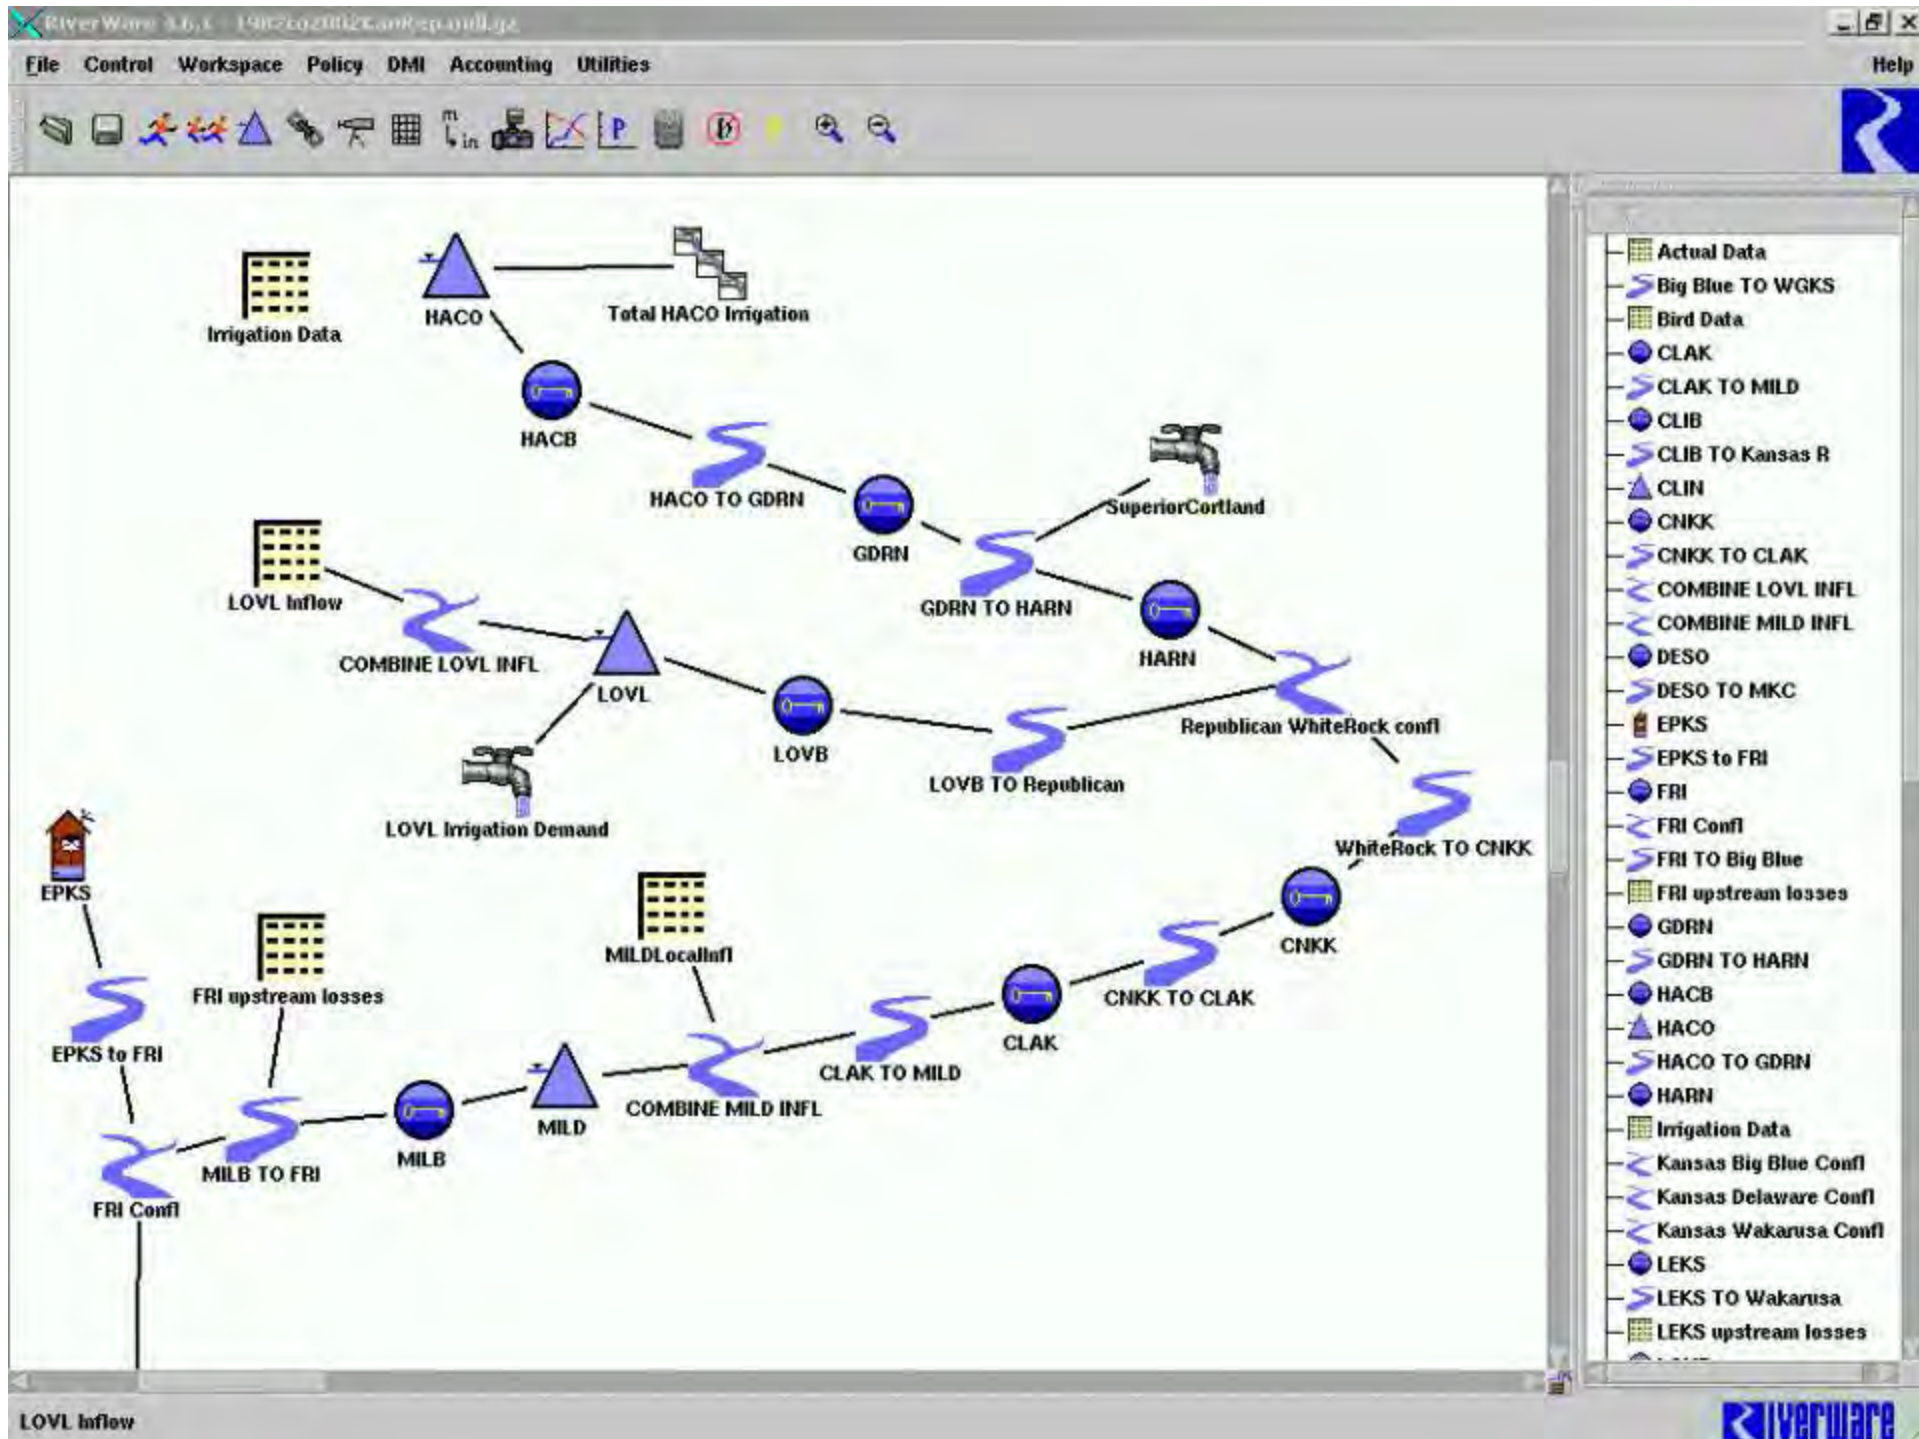 File Control Workspace Policy DMI Accounting Utilities Help
Irrigation Data
HACO
Total HACO Irrigation
HACB
HACO TO GDRN
SuperiorCortland
GDRN
GDRN TO HARN
LOVL Inflow
COMBINE LOVL INFL
LOVL
HARN
LOVB
Republican WhiteRock confl
LOVB TO Republican
LOVL Irrigation Demand
WhiteRock TO CNKK
EPKS
CNKK
MILDLocalInfl
FRI upstream losses
CNKK TO CLAK
CLAK
EPKS to FRI
CLAK TO MILD
COMBINE MILD INFL
MILD
MILB
MILB TO FRI
FRI Confl
Actual Data
Big Blue TO WGKS
Bird Data
CLAK
CLAK TO MILD
CLIB
CLIB TO Kansas R
CLIN
CNKK
CNKK TO CLAK
COMBINE LOVL INFL
COMBINE MILD INFL
DESO
DESO TO MKC
EPKS
EPKS to FRI
FRI
FRI Confl
FRI TO Big Blue
FRI upstream losses
GDRN
GDRN TO HARN
HACB
HACO
HACO TO GDRN
HARN
Irrigation Data
Kansas Big Blue Confl
Kansas Delaware Confl
Kansas Wakarusa Confl
LEKS
LEKS TO Wakarusa
LEKS upstream losses
LOVL Inflow
Riverware